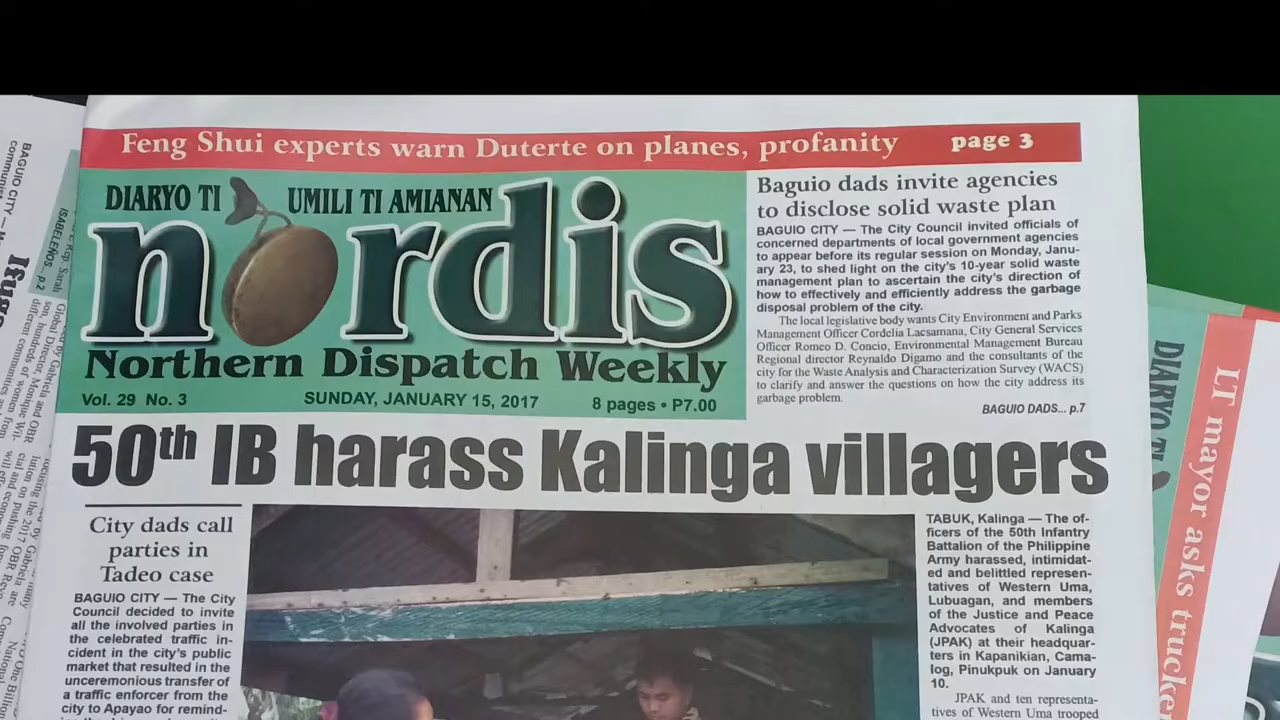 Feng Shui experts warn Duterte on planes, profanity page 3
DIARYO TI UMILI TI AMIANAN
nordis
Northern Dispatch Weekly
Vol. 29 No. 3 SUNDAY, JANUARY 15, 2017 8 pages • P7.00
Baguio dads invite agencies
to disclose solid waste plan
BAGUIO CITY — The City Council invited officials of
concerned departments of local government agencies
to appear before its regular session on Monday, Janu-
ary 23, to shed light on the city's 10-year solid waste
management plan to ascertain the city's direction of
how to effectively and efficiently address the garbage
disposal problem of the city.
The local legislative body wants City Environment and Parks
Management Officer Cordelia Lacsamana, City General Services
Officer Romeo D. Concio, Environmental Management Bureau
Regional director Reynaldo Digamo and the consultants of the
city for the Waste Analysis and Characterization Survey (WACS)
to clarify and answer the questions on how the city address its
garbage problem.
BAGUIO DADS... p.7
50th IB harass Kalinga villagers
City dads call
parties in
Tadeo case
BAGUIO CITY — The City
Council decided to invite
all the involved parties in
the celebrated traffic in-
cident in the city's public
market that resulted in the
unceremonious transfer of
a traffic enforcer from the
city to Apayao for remind-
TABUK, Kalinga — The of-
ficers of the 50th Infantry
Battalion of the Philippine
Army harassed, intimidat-
ed and belittled represen-
tatives of Western Uma,
Lubuagan, and members
of the Justice and Peace
Advocates of Kalinga
(JPAK) at their headquar-
ters in Kapanikian, Cama-
log, Pinukpuk on January
10.
JPAK and ten representa-
tives of Western Uma trooped
BAGUIO CITY —
ISABELEÑOS... p.2
DIARYO TI
LT mayor asks trucke